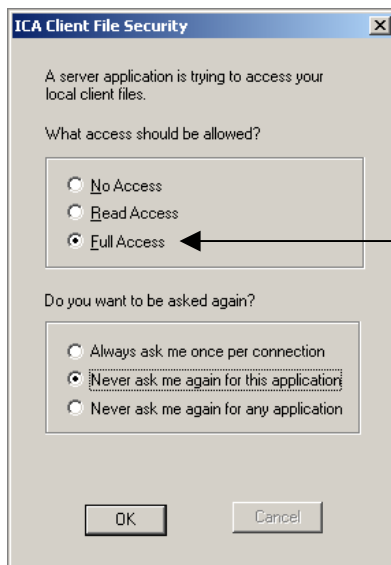 ICA Client File Security
A server application is trying to access your
local client files.
What access should be allowed?
No Access
Read Access
Full Access
Do you want to be asked again?
Always ask me once per connection
Never ask me again for this application
Never ask me again for any application
OK
Cancel